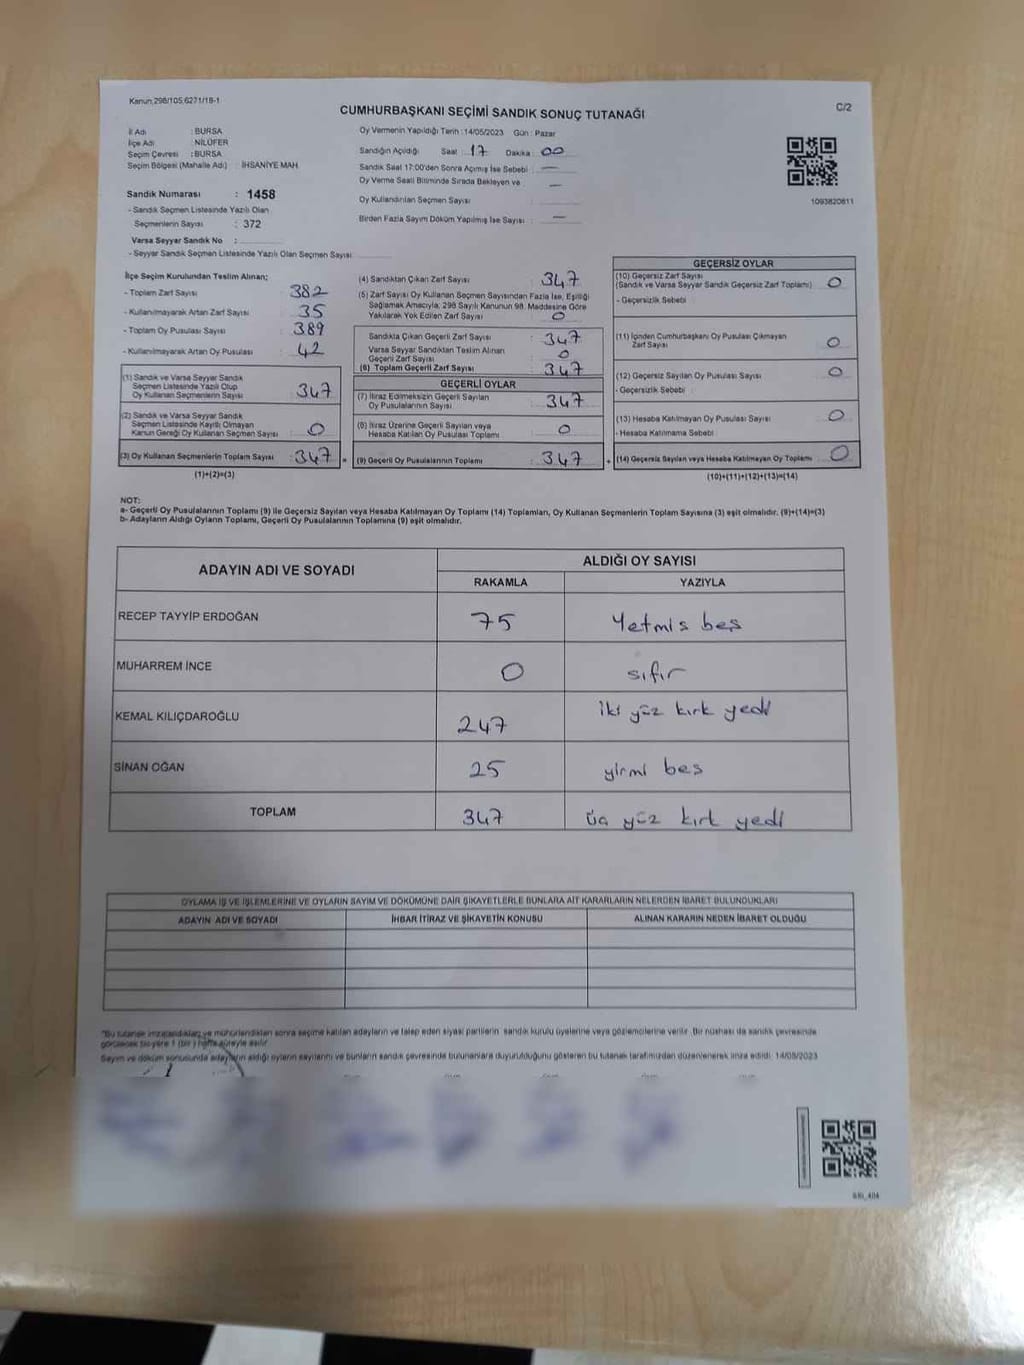 Kanun:298/105,6271/18-1
C/2
CUMHURBAŞKANI SEÇİMİ SANDIK SONUÇ TUTANAĞI
İl Adı : BURSA
İlçe Adı : NİLÜFER
Seçim Çevresi : BURSA
Seçim Bölgesi (Mahalle Adı) : İHSANİYE MAH.
Sandık Numarası : 1458
- Sandık Seçmen Listesinde Yazılı Olan
Seçmenlerin Sayısı : 372
Varsa Seyyar Sandık No :
- Seyyar Sandık Seçmen Listesinde Yazılı Olan Seçmen Sayısı
Oy Vermenin Yapıldığı Tarih : 14/05/2023 Gün : Pazar
Sandığın Açıldığı Saat : 17 Dakika : 00
Sandık Saat 17:00'den Sonra Açımış İse Sebebi : —
Oy Verme Saati Bitiminde Sırada Bekleyen ve —
Oy Kullandırılan Seçmen Sayısı
Birden Fazla Sayım Döküm Yapılmış İse Sayısı : —
1093820811
İlçe Seçim Kurulundan Teslim Alınan;
- Toplam Zarf Sayısı : 382
- Kullanılmayarak Artan Zarf Sayısı : 35
- Toplam Oy Pusulası Sayısı : 389
- Kullanılmayarak Artan Oy Pusulası : 42
(1) Sandık ve Varsa Seyyar Sandık
Seçmen Listesinde Yazılı Olup
Oy Kullanan Seçmenlerin Sayısı : 347
(2) Sandık ve Varsa Seyyar Sandık
Seçmen Listesinde Kayıtlı Olmayan
Kanun Gereği Oy Kullanan Seçmen Sayısı : 0
(3) Oy Kullanan Seçmenlerin Toplam Sayısı : 347
(1)+(2)=(3)
(4) Sandıktan Çıkan Zarf Sayısı : 347
(5) Zarf Sayısı Oy Kullanan Seçmen Sayısından Fazla İse, Eşitliği
Sağlamak Amacıyla, 298 Sayılı Kanunun 98. Maddesine Göre
Yakılarak Yok Edilen Zarf Sayısı : 0
Sandıkta Çıkan Geçerli Zarf Sayısı : 347
Varsa Seyyar Sandıktan Teslim Alınan
Geçerli Zarf Sayısı : 0
(6) Toplam Geçerli Zarf Sayısı : 347
GEÇERLİ OYLAR
(7) İtiraz Edilmeksizin Geçerli Sayılan
Oy Pusulalarının Sayısı : 347
(8) İtiraz Üzerine Geçerli Sayılan veya
Hesaba Katılan Oy Pusulası Toplamı : 0
= (9) Geçerli Oy Pusulalarının Toplamı : 347
GEÇERSİZ OYLAR
(10) Geçersiz Zarf Sayısı
(Sandık ve Varsa Seyyar Sandık Geçersiz Zarf Toplamı) : 0
- Geçersizlik Sebebi :
(11) İçinden Cumhurbaşkanı Oy Pusulası Çıkmayan
Zarf Sayısı : 0
(12) Geçersiz Sayılan Oy Pusulası Sayısı : 0
- Geçersizlik Sebebi :
(13) Hesaba Katılmayan Oy Pusulası Sayısı : 0
- Hesaba Katılmama Sebebi :
+ (14) Geçersiz Sayılan veya Hesaba Katılmayan Oy Toplamı : 0
(10)+(11)+(12)+(13)=(14)
NOT:
a- Geçerli Oy Pusulalarının Toplamı (9) ile Geçersiz Sayılan veya Hesaba Katılmayan Oy Toplamı (14) Toplamları, Oy Kullanan Seçmenlerin Toplam Sayısına (3) eşit olmalıdır. (9)+(14)=(3)
b- Adayların Aldığı Oyların Toplamı, Geçerli Oy Pusulalarının Toplamına (9) eşit olmalıdır.
ADAYIN ADI VE SOYADI
ALDIĞI OY SAYISI
RAKAMLA YAZIYLA
RECEP TAYYİP ERDOĞAN 75 Yetmis beş
MUHARREM İNCE 0 sıfır
KEMAL KILIÇDAROĞLU 247 iki yüz kırk yedi
SİNAN OĞAN 25 yirmi bes
TOPLAM 347 üç yüz kırk yedi
OYLAMA İŞ VE İŞLEMLERİNE VE OYLARIN SAYIM VE DÖKÜMÜNE DAİR ŞİKAYETLERLE BUNLARA AİT KARARLARIN NELERDEN İBARET BULUNDUKLARI
ADAYIN ADI VE SOYADI İHBAR İTİRAZ VE ŞİKAYETİN KONUSU ALINAN KARARIN NEDEN İBARET OLDUĞU
"Bu tutanak imzalandıktan ve mühürlendikten sonra seçime katılan adayların ve talep eden siyasi partilerin sandık kurulu üyelerine veya gözlemcilerine verilir. Bir nüshası da sandık çevresinde
görülecek bir yere 1 (bir) hafta süreyle asılır.
Sayım ve döküm sonusunda adayların aldığı oyların sayılarını ve bunların sandık çevresinde bulunanlara duyurulduğunu gösteren bu tutanak tarafımızdan düzenlenerek imza edildi. 14/05/2023